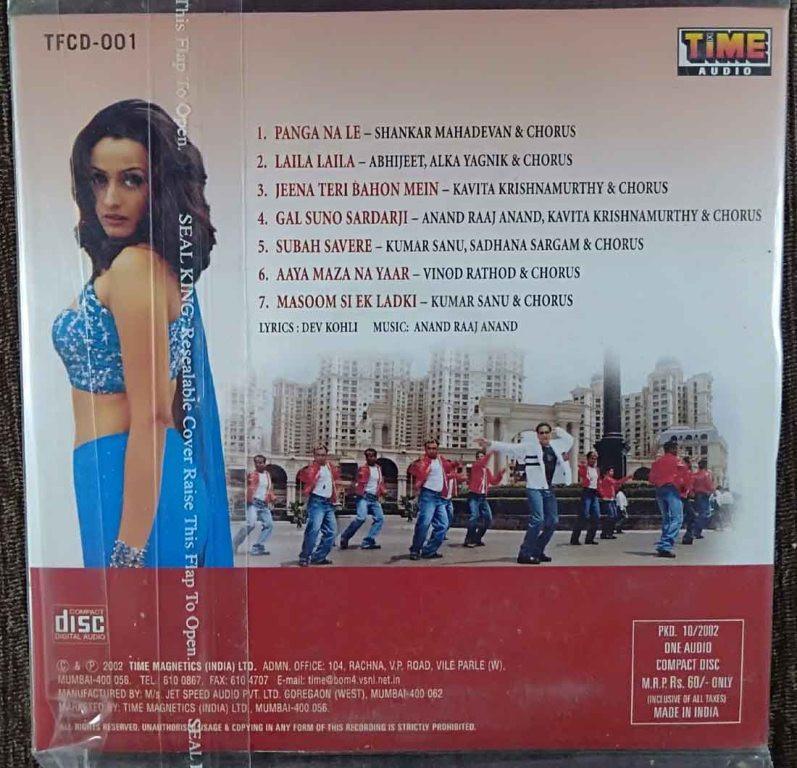 TFCD-001
TIME
AUDIO
This Flap To Open.
SEAL KING: Resealable Cover Raise This Flap To Open.
SEAL
1. PANGA NA LE – SHANKAR MAHADEVAN & CHORUS
2. LAILA LAILA – ABHIJEET, ALKA YAGNIK & CHORUS
3. JEENA TERI BAHON MEIN – KAVITA KRISHNAMURTHY & CHORUS
4. GAL SUNO SARDARJI – ANAND RAAJ ANAND, KAVITA KRISHNAMURTHY & CHORUS
5. SUBAH SAVERE – KUMAR SANU, SADHANA SARGAM & CHORUS
6. AAYA MAZA NA YAAR – VINOD RATHOD & CHORUS
7. MASOOM SI EK LADKI – KUMAR SANU & CHORUS
LYRICS : DEV KOHLI MUSIC: ANAND RAAJ ANAND
COMPACT
disc
DIGITAL AUDIO
© & ℗ 2002 TIME MAGNETICS (INDIA) LTD. ADMN. OFFICE: 104, RACHNA, V.P. ROAD, VILE PARLE (W),
MUMBAI-400 056. TEL. 610 0867, FAX: 610 4707 E-mail: time@bom4.vsnl.net.in
MANUFACTURED BY: M/s. JET SPEED AUDIO PVT. LTD. GOREGAON (WEST), MUMBAI-400 062
MARKETED BY: TIME MAGNETICS (INDIA) LTD., MUMBAI-400 056.
ALL RIGHTS RESERVED. UNAUTHORISED USAGE & COPYING IN ANY FORM OF THIS RECORDING IS STRICTLY PROHIBITED.
PKD. 10/2002
ONE AUDIO
COMPACT DISC
M.R.P. Rs. 60/- ONLY
(INCLUSIVE OF ALL TAXES)
MADE IN INDIA